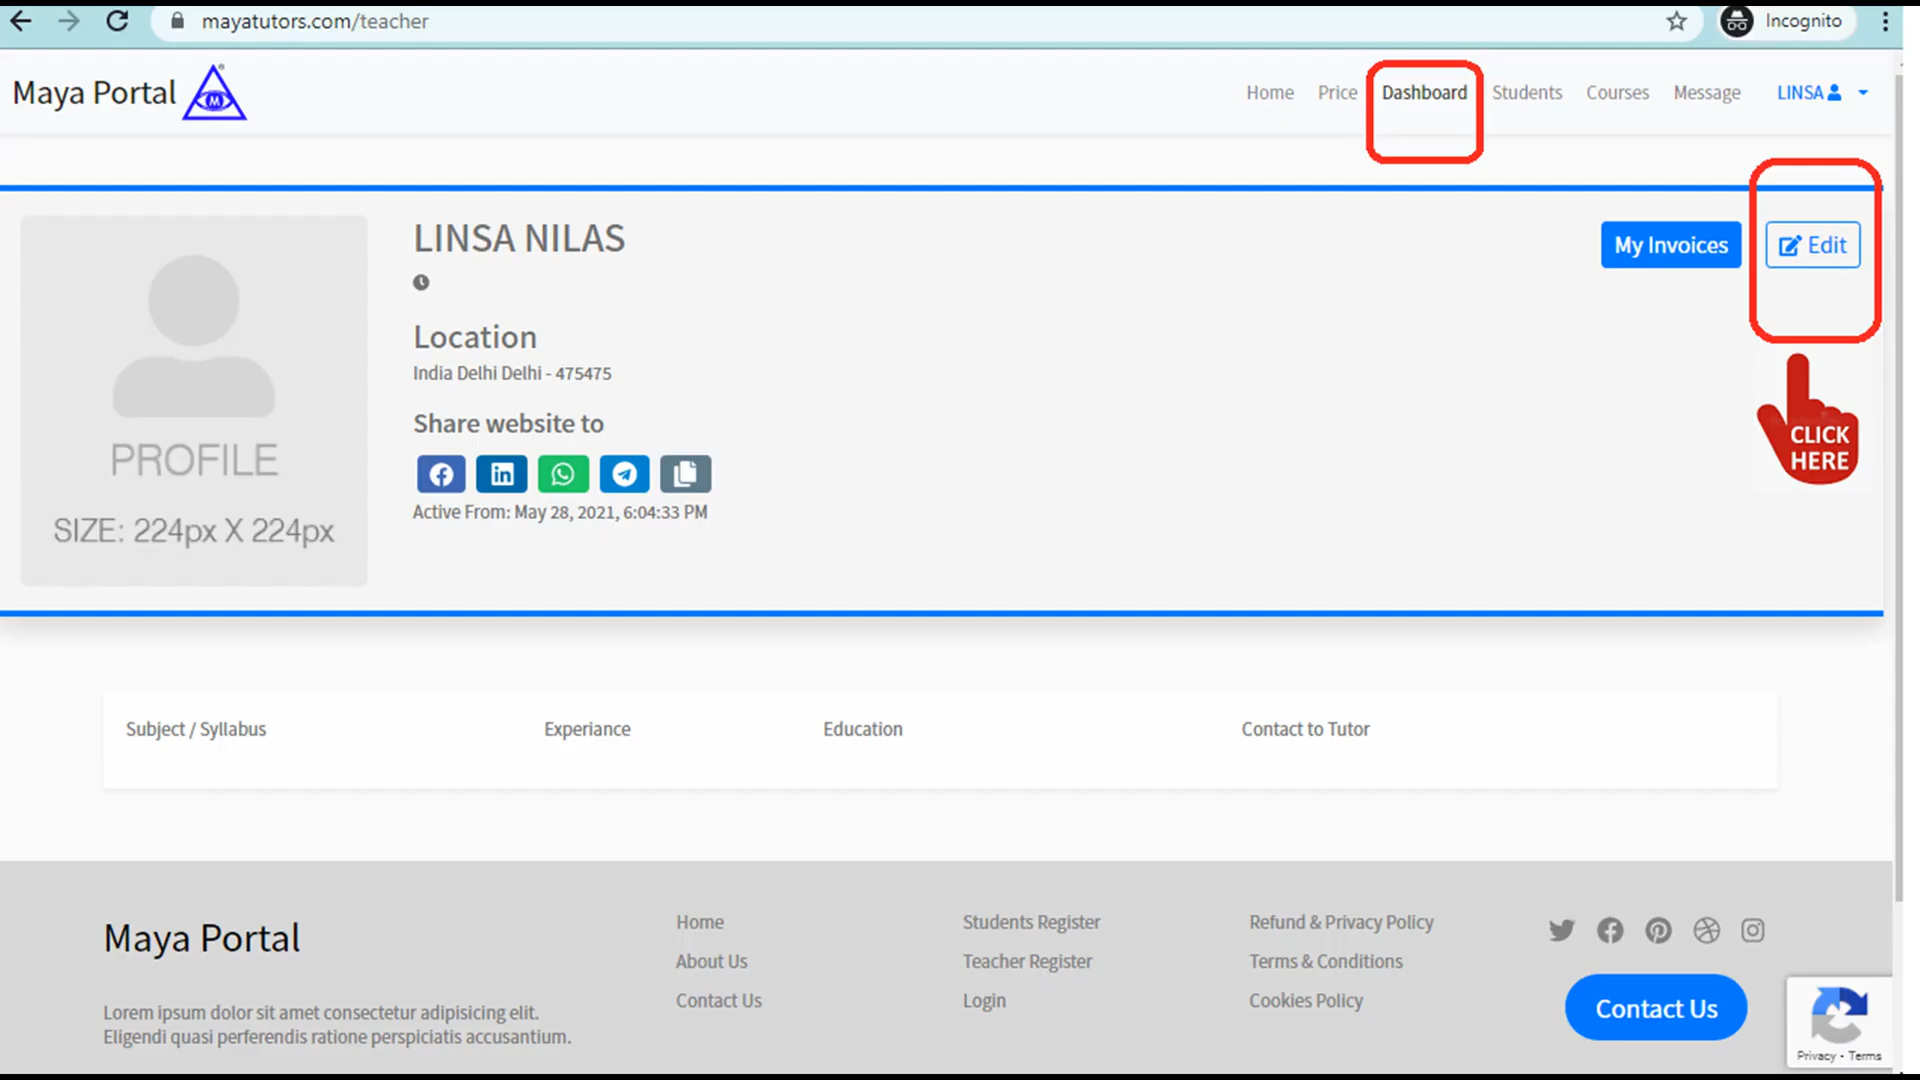 mayatutors.com/teacher
Incognito
Maya Portal
M
Home Price Dashboard Students Courses Message LINSA
LINSA NILAS
My Invoices
Edit
Location
India Delhi Delhi - 475475
Share website to
Active From: May 28, 2021, 6:04:33 PM
PROFILE
SIZE: 224px X 224px
CLICK
HERE
Subject / Syllabus Experiance Education Contact to Tutor
Maya Portal
Lorem ipsum dolor sit amet consectetur adipisicing elit.
Eligendi quasi perferendis ratione perspiciatis accusantium.
Home
About Us
Contact Us
Students Register
Teacher Register
Login
Refund & Privacy Policy
Terms & Conditions
Cookies Policy
Contact Us
Privacy - Terms